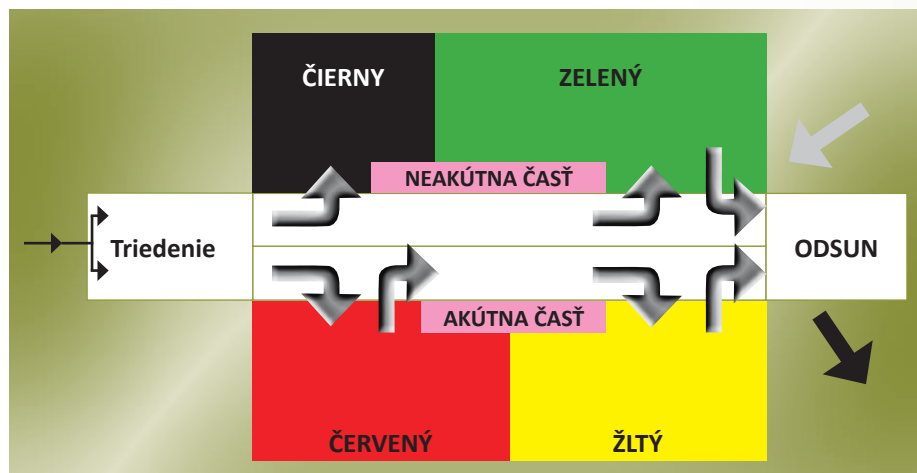 ČIERNY
ZELENÝ
NEAKÚTNA ČASŤ
Triedenie
ODSUN
AKÚTNA ČASŤ
ČERVENÝ
ŽLTÝ